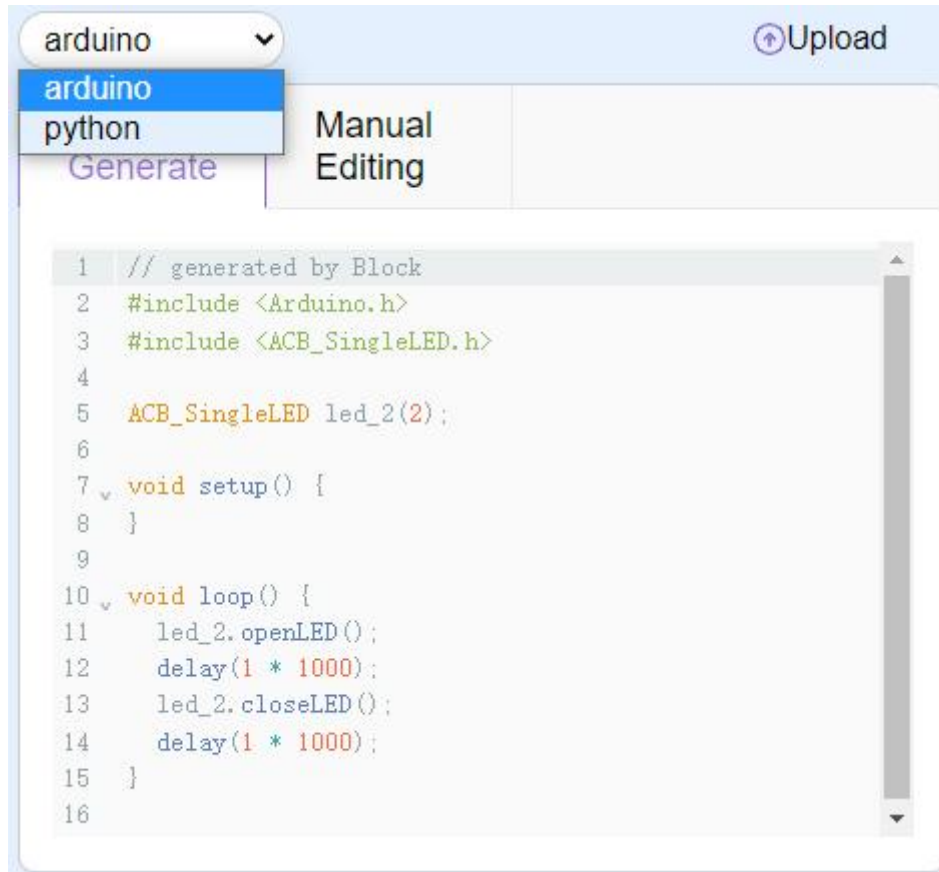 arduino
Upload
arduino
python
Generate
Manual
Editing
1 // generated by Block
2 #include <Arduino.h>
3 #include <ACB_SingleLED.h>
4
5 ACB_SingleLED led_2(2);
6
7 void setup() {
8 }
9
10 void loop() {
11 led_2.openLED();
12 delay(1 * 1000);
13 led_2.closeLED();
14 delay(1 * 1000);
15 }
16